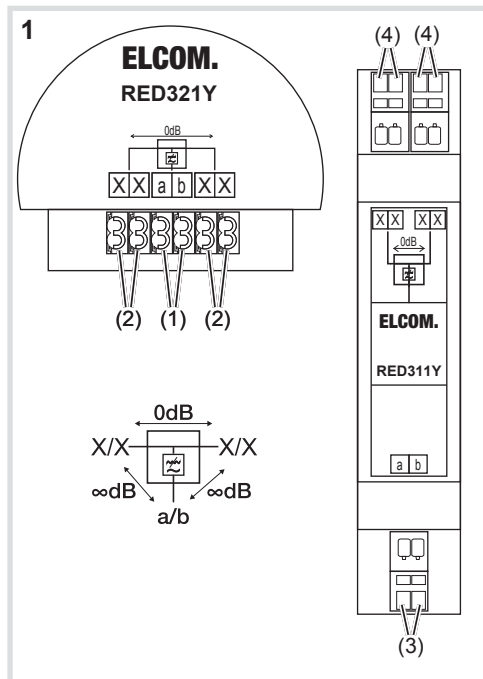 1
ELCOM.
RED321Y
0dB
X X a b X X
(2) (1) (2)
0dB
X/X X/X
∞dB ∞dB
a/b
(4) (4)
X X X X
0dB
ELCOM.
RED311Y
a b
(3)